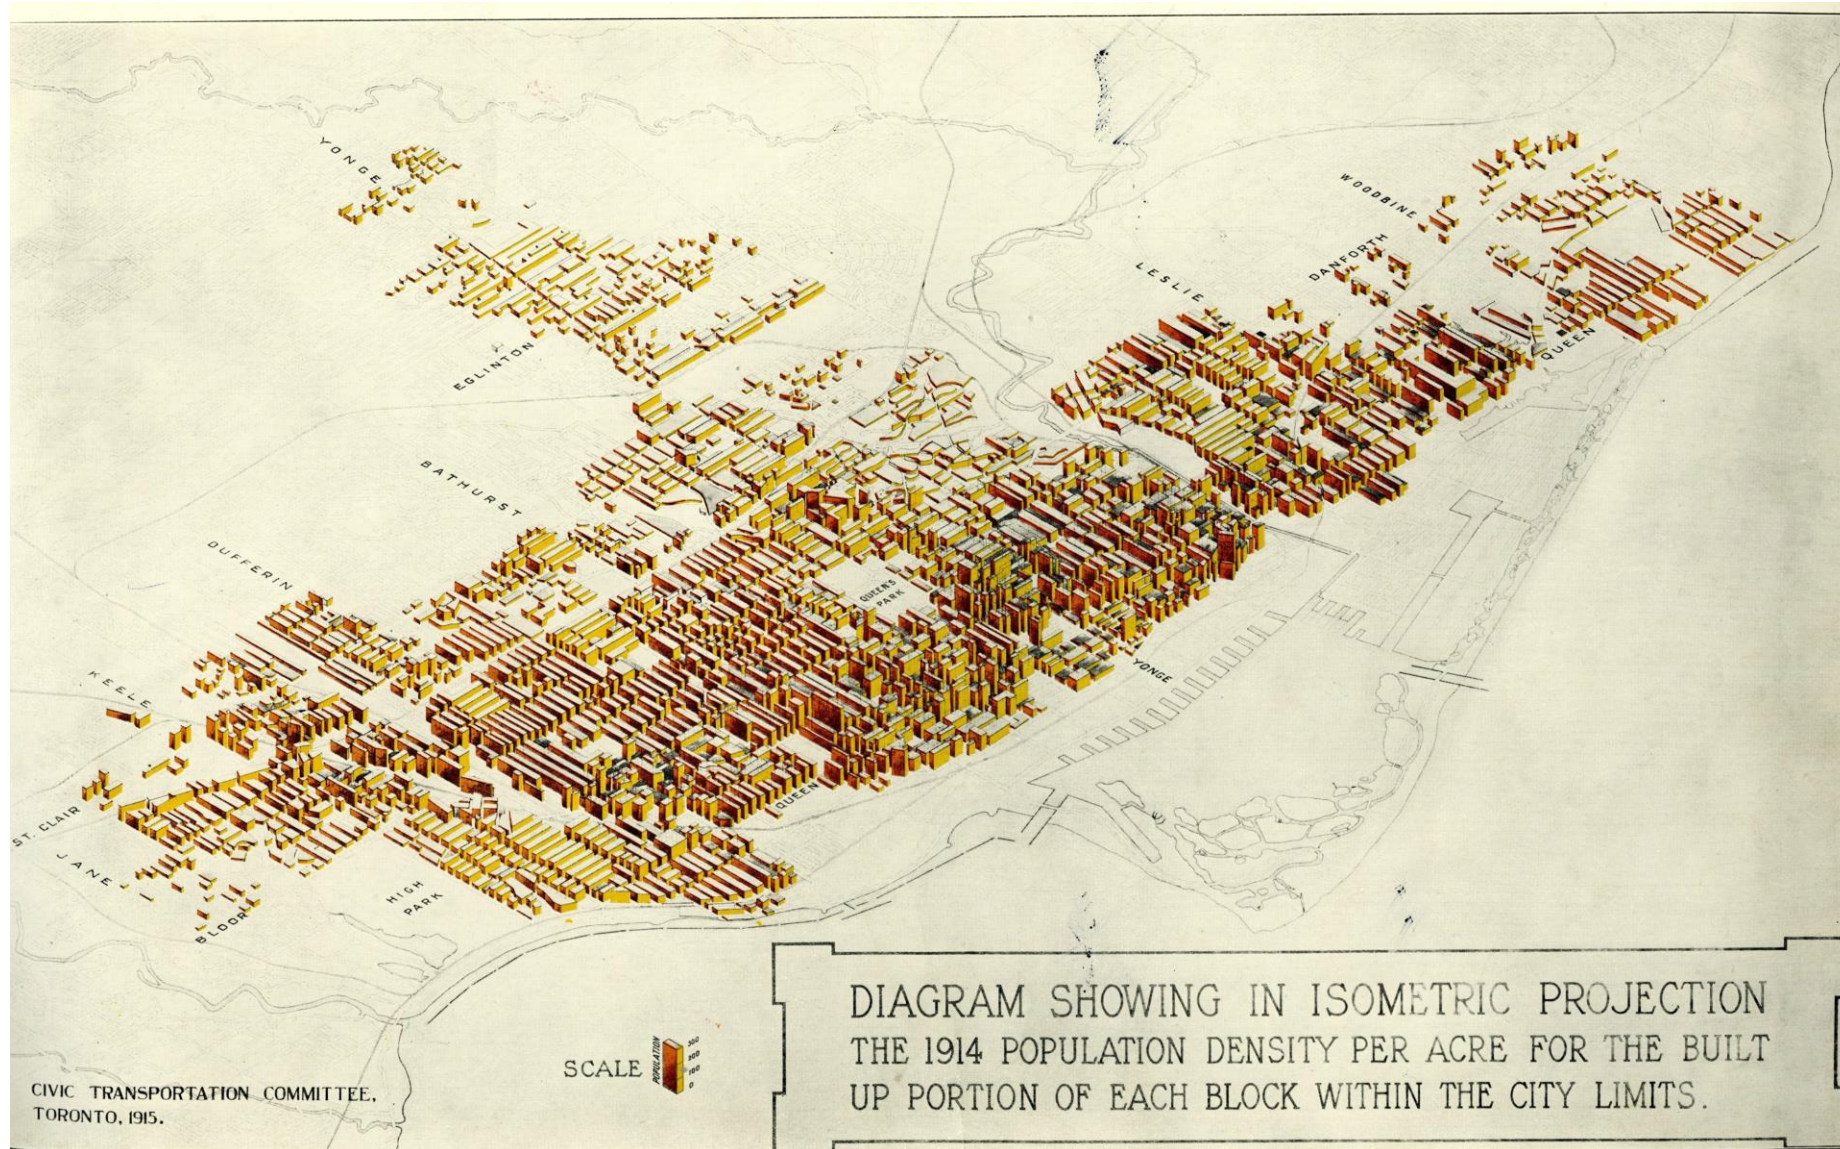 YONGE
WOODBINE
DANFORTH
LESLIE
EGLINTON
QUEEN
BATHURST
DUFFERIN
QUEEN'S
PARK
YONGE
KEELE
QUEEN
ST. CLAIR
JANE
HIGH
PARK
BLOOR
DIAGRAM SHOWING IN ISOMETRIC PROJECTION
THE 1914 POPULATION DENSITY PER ACRE FOR THE BUILT
UP PORTION OF EACH BLOCK WITHIN THE CITY LIMITS.
SCALE
POPULATION
300
200
100
0
CIVIC TRANSPORTATION COMMITTEE,
TORONTO, 1915.